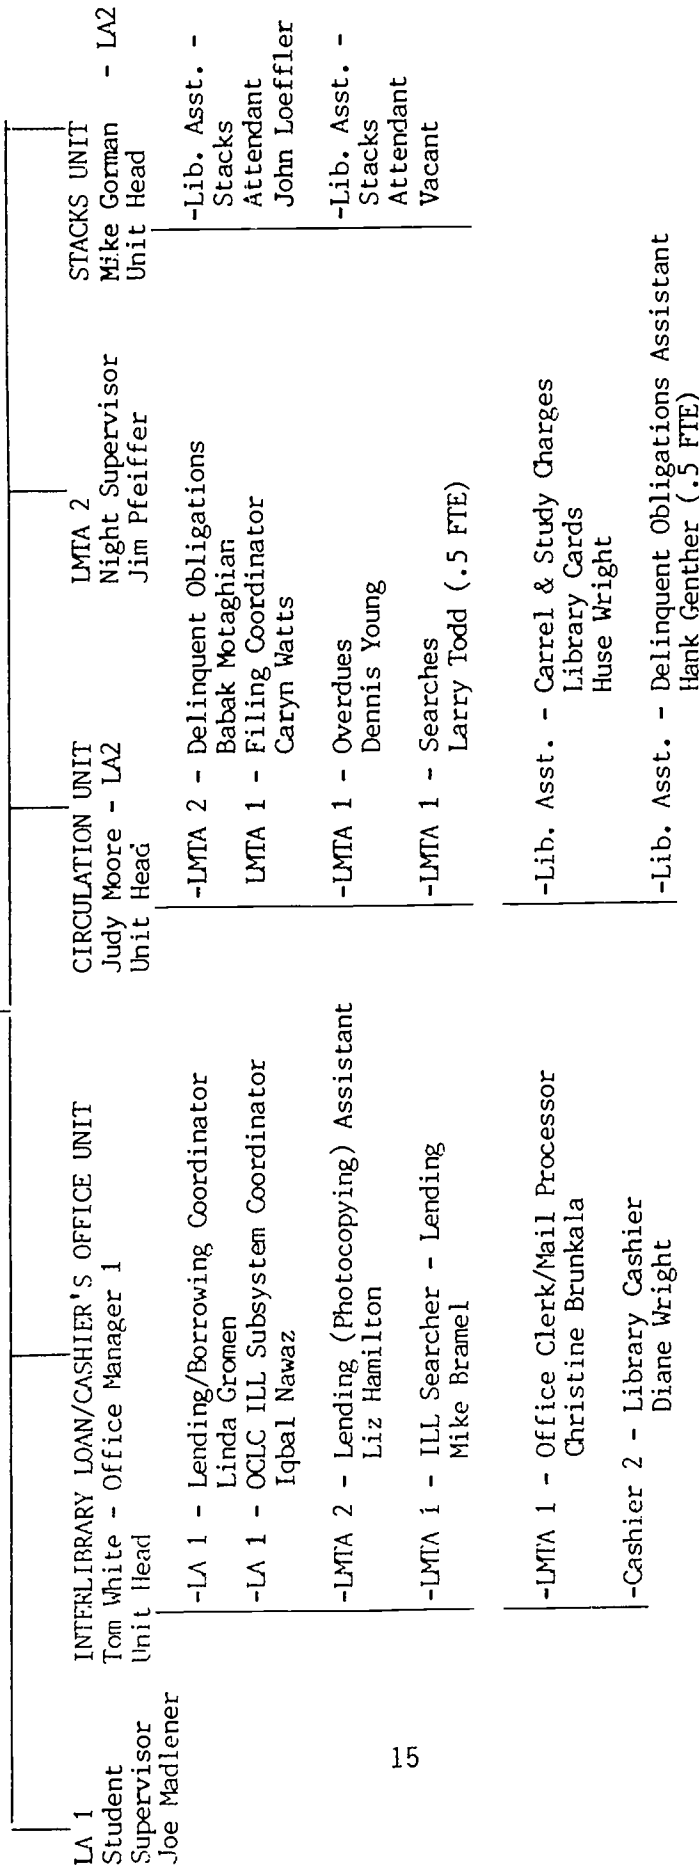 LA 1
Student
Supervisor
Joe Madlener
INTERLIBRARY LOAN/CASHIER'S OFFICE UNIT
Tom White - Office Manager 1
Unit Head
-LA 1 - Lending/Borrowing Coordinator
Linda Gromen
-LA 1 - OCLC ILL Subsystem Coordinator
Iqbal Nawaz
-LMTA 2 - Lending (Photocopying) Assistant
Liz Hamilton
-LMTA i - ILL Searcher - Lending
Mike Bramel
-LMTA 1 - Office Clerk/Mail Processor
Christine Brunkala
-Cashier 2 - Library Cashier
Diane Wright
CIRCULATION UNIT
Judy Moore - LA2
Unit Head
-LMTA 2 - Delinquent Obligations
Babak Motaghian
LMTA 1 - Filing Coordinator
Caryn Watts
-LMTA 1 - Overdues
Dennis Young
-LMTA 1 - Searches
Larry Todd (.5 FTE)
-Lib. Asst. - Carrel & Study Charges
Library Cards
Huse Wright
-Lib. Asst. - Delinquent Obligations Assistant
Hank Genther (.5 FTE)
LMTA 2
Night Supervisor
Jim Pfeiffer
STACKS UNIT
Mike Gorman - LA2
Unit Head
-Lib. Asst. -
Stacks
Attendant
John Loeffler
-Lib. Asst. -
Stacks
Attendant
Vacant
15